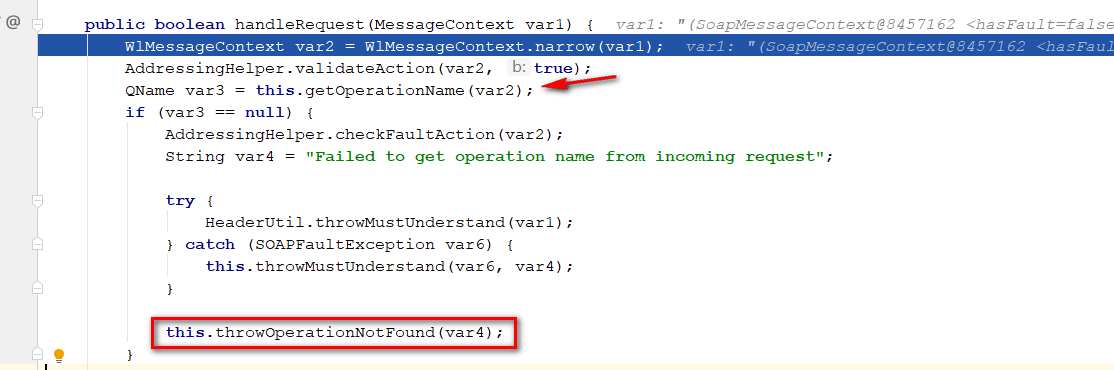 @ public boolean handleRequest(MessageContext var1) { var1: "(SoapMessageContext@8457162 <hasFault=false
WlMessageContext var2 = WlMessageContext.narrow(var1); var1: "(SoapMessageContext@8457162 <hasFaul
AddressingHelper.validateAction(var2, b: true);
QName var3 = this.getOperationName(var2);
if (var3 == null) {
AddressingHelper.checkFaultAction(var2);
String var4 = "Failed to get operation name from incoming request";
try {
HeaderUtil.throwMustUnderstand(var1);
} catch (SOAPFaultException var6) {
this.throwMustUnderstand(var6, var4);
}
this.throwOperationNotFound(var4);
}